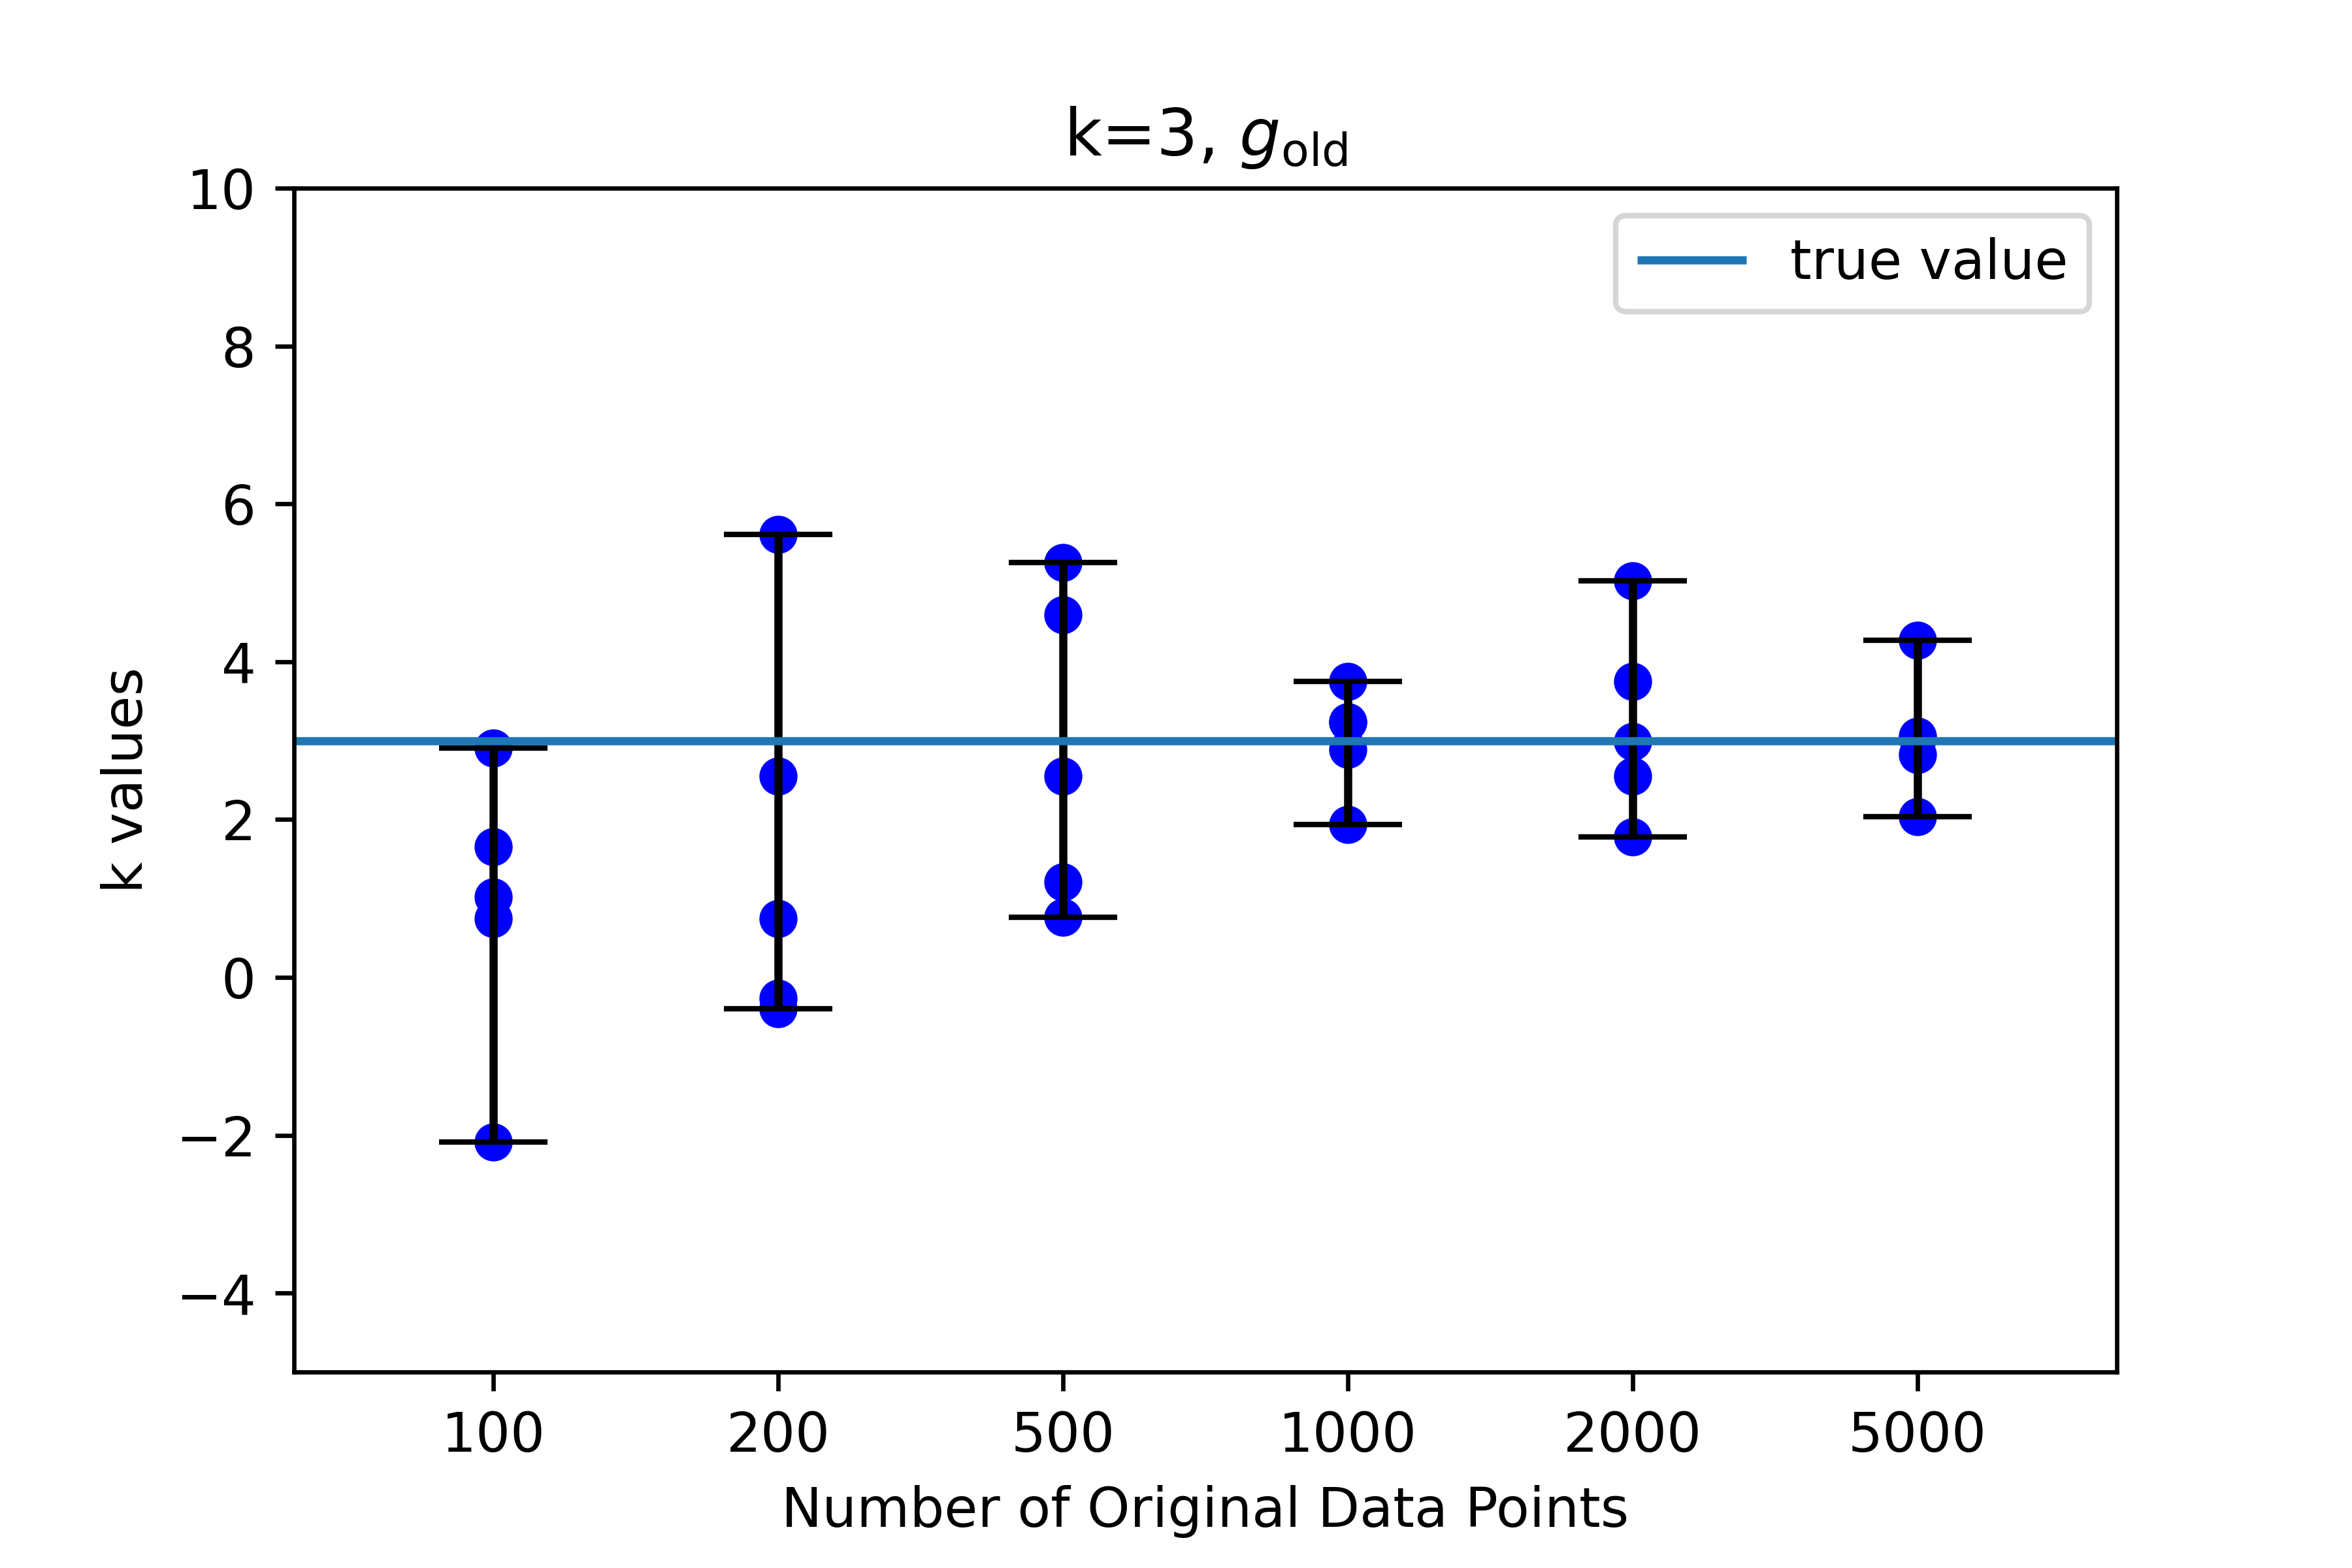 k=3, g_old
10
true value
8
6
4
k values
2
0
−2
−4
100 200 500 1000 2000 5000
Number of Original Data Points